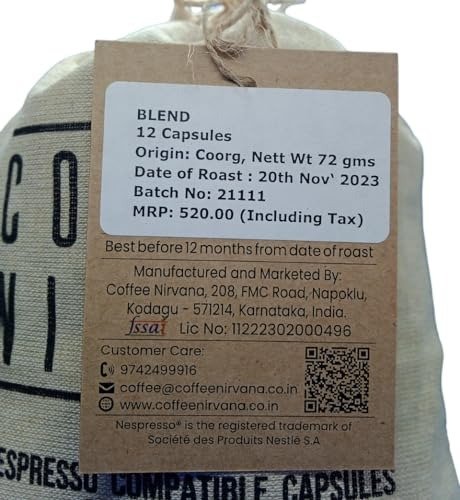 BLEND
12 Capsules
Origin: Coorg, Nett Wt 72 gms
Date of Roast : 20th Nov' 2023
Batch No: 21111
MRP: 520.00 (Including Tax)
Best before 12 months from date of roast
Manufactured and Marketed By:
Coffee Nirvana, 208, FMC Road, Napoklu,
Kodagu - 571214, Karnataka, India.
fssai Lic No: 11222302000496
Customer Care:
9742499916
coffee@coffeenirvana.co.in
www.coffeenirvana.co.in
Nespresso® is the registered trademark of
Société des Produits Nestlé S.A
CO
NI
ESPRESSO COMPATIBLE CAPSULES